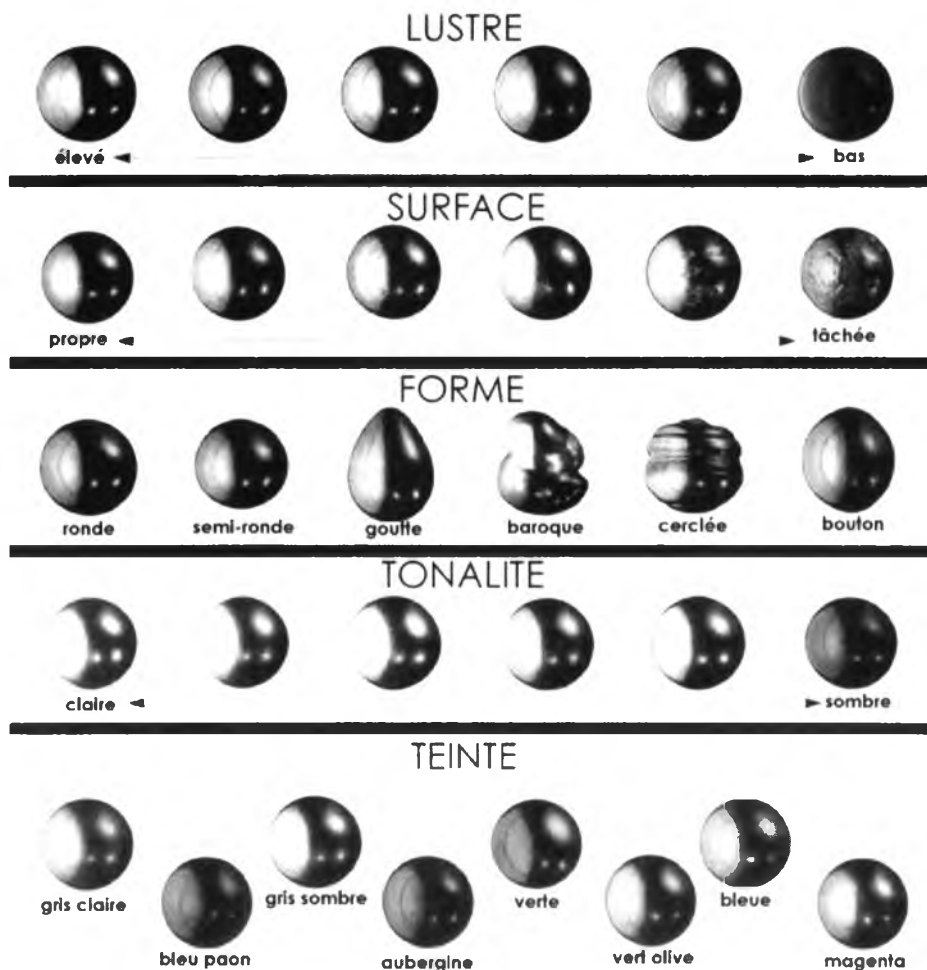 LUSTRE
élevé
bas
SURFACE
propre
tâchée
FORME
ronde
semi-ronde
goutte
baroque
cerclée
bouton
TONALITE
claire
sombre
TEINTE
gris claire
bleu paon
gris sombre
aubergine
verte
vert olive
bleue
magenta